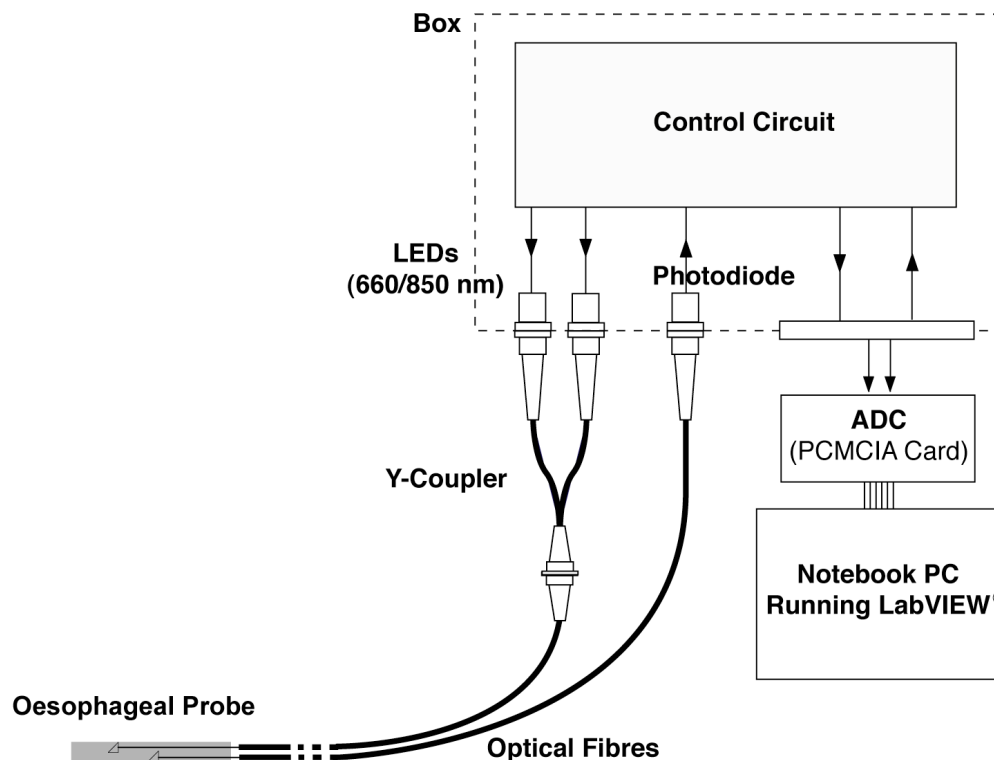 Box
Control Circuit
LEDs
(660/850 nm)
Photodiode
ADC
(PCMCIA Card)
Y-Coupler
Notebook PC
Running LabVIEW
Oesophageal Probe
Optical Fibres